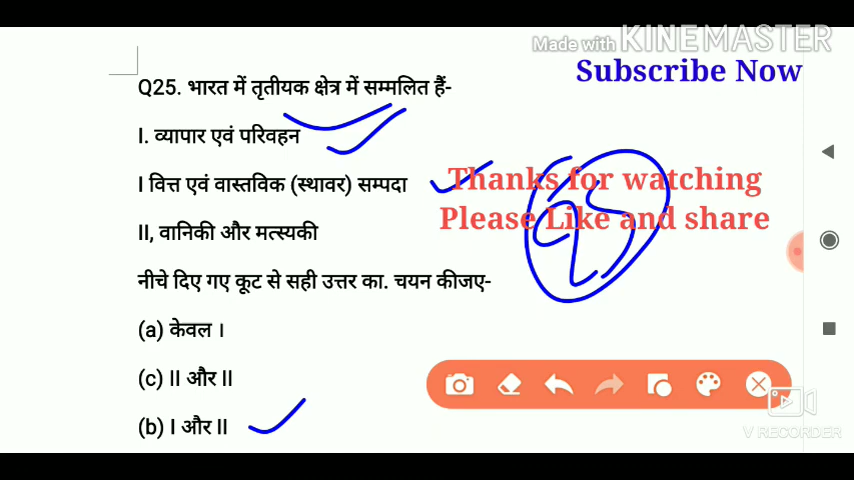 Made with KINEMASTER
Subscribe Now
Q25. भारत में तृतीयक क्षेत्र में सम्मलित हैं-
I. व्यापार एवं परिवहन
I वित्त एवं वास्तविक (स्थावर) सम्पदा
Thanks for watching
Please Like and share
II, वानिकी और मत्स्यकी
नीचे दिए गए कूट से सही उत्तर का. चयन कीजए-
(a) केवल ।
(c) II और II
(b) I और II
V RECORDER